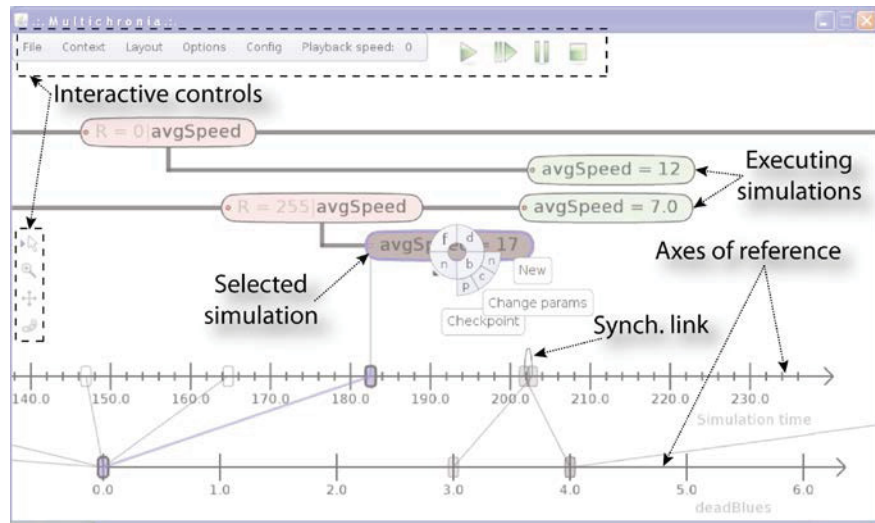 .:. Multichronia .:.
File Context Layout Options Config Playback speed: 0
Interactive controls
R = 0|avgSpeed
avgSpeed = 12
Executing
simulations
R = 255|avgSpeed
avgSpeed = 7.0
avgSpeed = 17
f d
n b n
p c
New
Change params
Checkpoint
Selected
simulation
Axes of reference
Synch. link
140.0 150.0 160.0 170.0 180.0 190.0 200.0 210.0 220.0 230.0
Simulation time
0.0 1.0 2.0 3.0 4.0 5.0 6.0
deadBlues